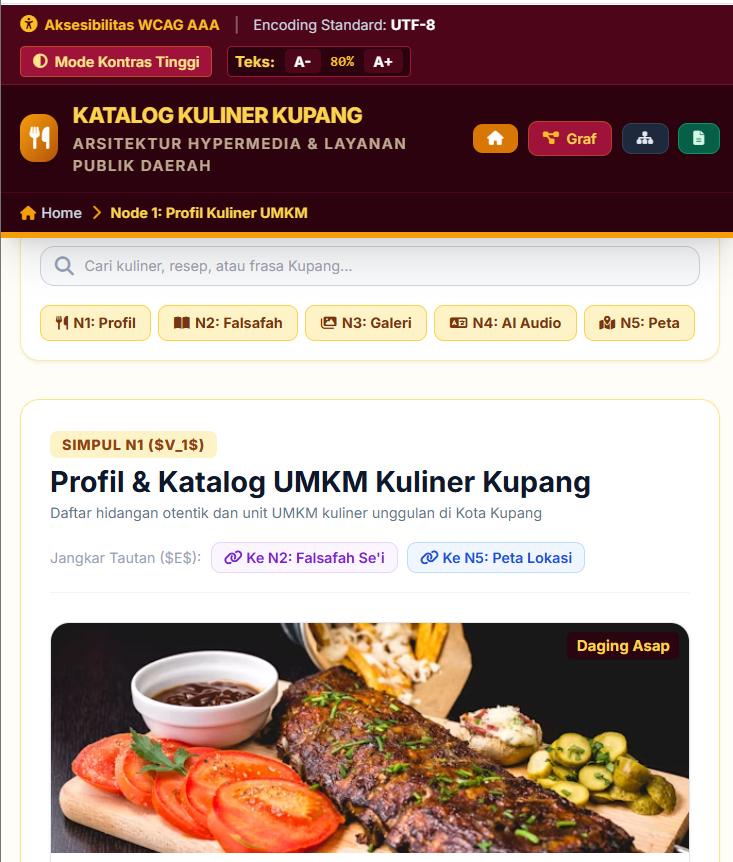 Aksesibilitas WCAG AAA | Encoding Standard: UTF-8
Mode Kontras Tinggi Teks: A- 80% A+
KATALOG KULINER KUPANG
ARSITEKTUR HYPERMEDIA & LAYANAN
PUBLIK DAERAH
Graf
Home > Node 1: Profil Kuliner UMKM
Cari kuliner, resep, atau frasa Kupang...
N1: Profil N2: Falsafah N3: Galeri N4: AI Audio N5: Peta
SIMPUL N1 ($V_1$)
Profil & Katalog UMKM Kuliner Kupang
Daftar hidangan otentik dan unit UMKM kuliner unggulan di Kota Kupang
Jangkar Tautan ($E$): Ke N2: Falsafah Se'i Ke N5: Peta Lokasi
Daging Asap